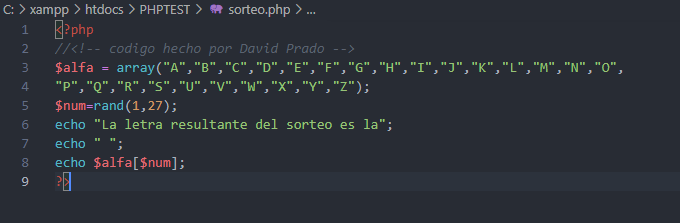 C: > xampp > htdocs > PHPTEST > sorteo.php > ...
1 <?php
2 //<!-- codigo hecho por David Prado -->
3 $alfa = array("A","B","C","D","E","F","G","H","I","J","K","L","M","N","O",
4 "P","Q","R","S","U","V","W","X","Y","Z");
5 $num=rand(1,27);
6 echo "La letra resultante del sorteo es la";
7 echo " ";
8 echo $alfa[$num];
9 ?>